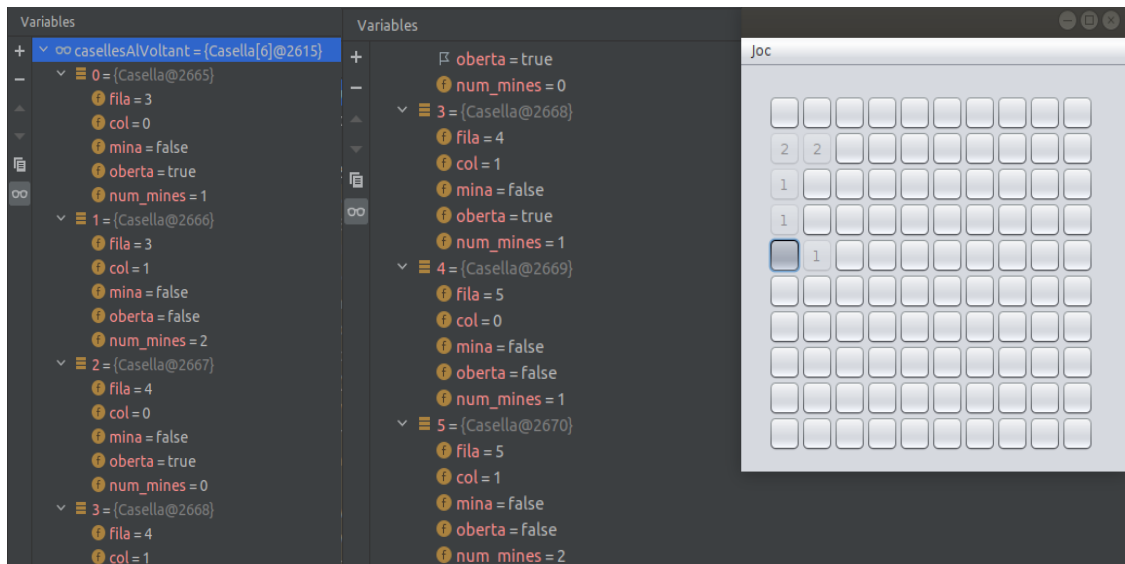 Variables
casellesAlVoltant = {Casella[6]@2615}
0 = {Casella@2665}
fila = 3
col = 0
mina = false
oberta = true
num_mines = 1
1 = {Casella@2666}
fila = 3
col = 1
mina = false
oberta = false
num_mines = 2
2 = {Casella@2667}
fila = 4
col = 0
mina = false
oberta = true
num_mines = 0
3 = {Casella@2668}
fila = 4
col = 1
Variables
oberta = true
num_mines = 0
3 = {Casella@2668}
fila = 4
col = 1
mina = false
oberta = true
num_mines = 1
4 = {Casella@2669}
fila = 5
col = 0
mina = false
oberta = false
num_mines = 1
5 = {Casella@2670}
fila = 5
col = 1
mina = false
oberta = false
num_mines = 2
Joc
2 2
1
1
1